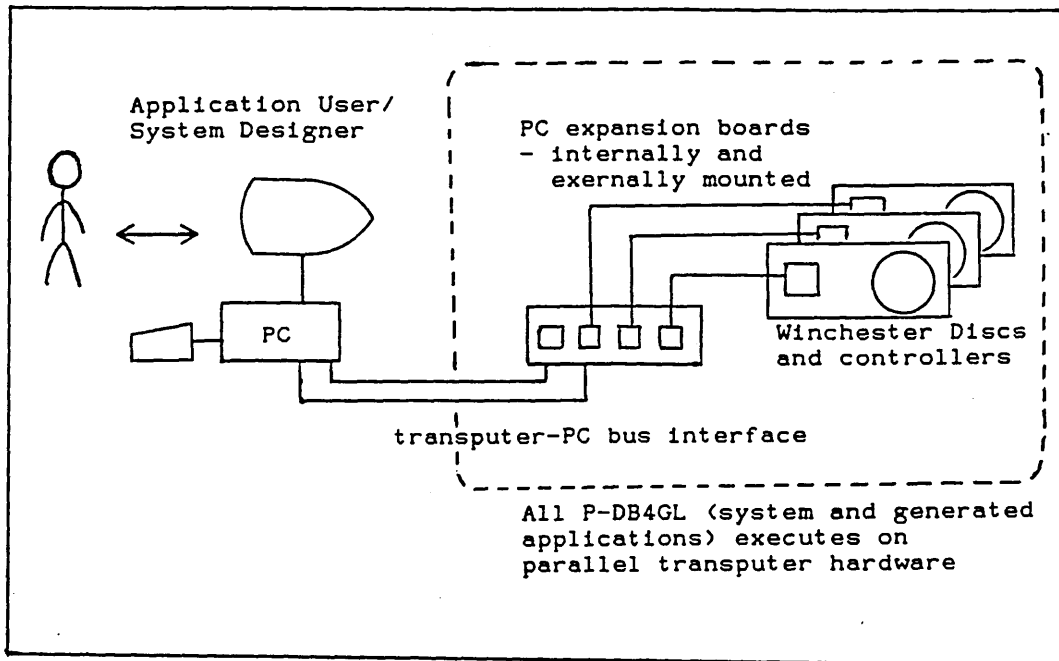 Application User/
System Designer
PC expansion boards
- internally and
exernally mounted
PC
Winchester Discs
and controllers
transputer-PC bus interface
All P-DB4GL (system and generated
applications) executes on
parallel transputer hardware